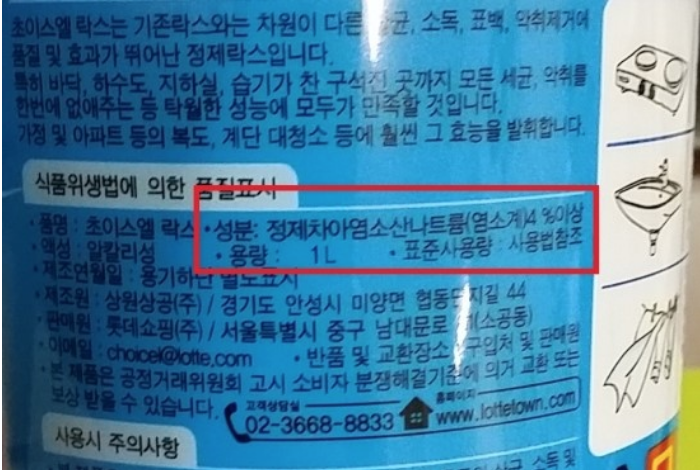 초이스엘 락스는 기존락스와는 차원이 다른 살균, 소독, 표백, 악취제거에
품질 및 효과가 뛰어난 정제락스입니다.
특히 바닥, 하수도, 지하실, 습기가 찬 구석진 곳까지 모든 세균, 악취를
한번에 없애주는 등 탁월한 성능에 모두가 만족할 것입니다.
가정 및 아파트 등의 복도, 계단 대청소 등에 훨씬 그 효능을 발휘합니다.
식품위생법에 의한 품질표시
· 품명 : 초이스엘 락스 · 성분: 정제차아염소산나트륨(염소계)4 %이상
· 액성 : 알칼리성 · 용량 : 1L · 표준사용량 : 사용법참조
· 제조연월일 : 용기하단 별도표시
· 제조원 : 상원상공(주) / 경기도 안성시 미양면 협동단지길 44
· 판매원 : 롯데쇼핑(주) / 서울특별시 중구 남대문로 (소공동)
· 이메일 : choicel@lotte.com · 반품 및 교환장소 : 구입처 및 판매원
· 본 제품은 공정거래위원회 고시 소비자 분쟁해결기준에 의거 교환 또는
보상 받을 수 있습니다.
고객상담실 02-3668-8833 홈페이지 www.lottetown.com
사용시 주의사항